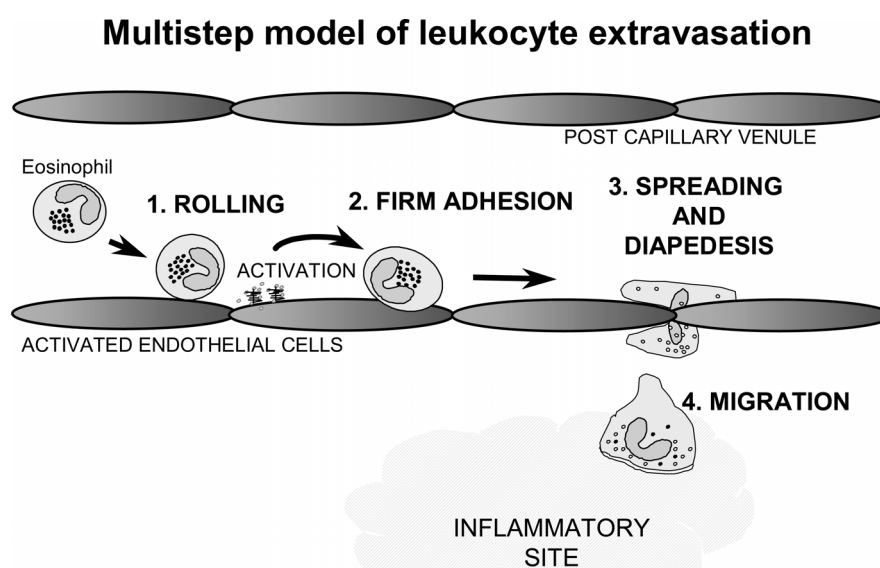 Multistep model of leukocyte extravasation
POST CAPILLARY VENULE
Eosinophil
1. ROLLING
2. FIRM ADHESION
3. SPREADING
AND
DIAPEDESIS
ACTIVATION
ACTIVATED ENDOTHELIAL CELLS
4. MIGRATION
INFLAMMATORY
SITE